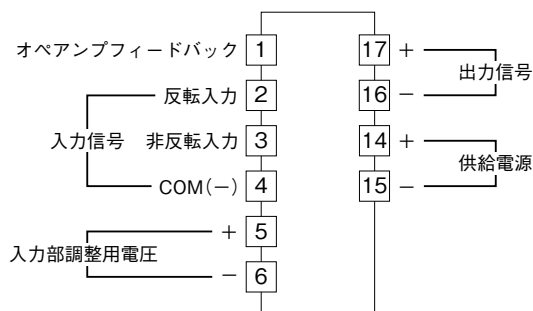 オペアンプフィードバック 1
反転入力 2
入力信号 非反転入力 3
COM(−) 4
+ 5
入力部調整用電圧
− 6
17 +
出力信号
16 −
14 +
供給電源
15 −